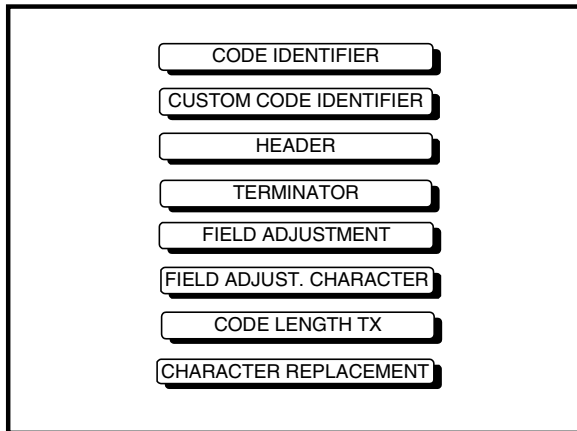 CODE IDENTIFIER
CUSTOM CODE IDENTIFIER
HEADER
TERMINATOR
FIELD ADJUSTMENT
FIELD ADJUST. CHARACTER
CODE LENGTH TX
CHARACTER REPLACEMENT